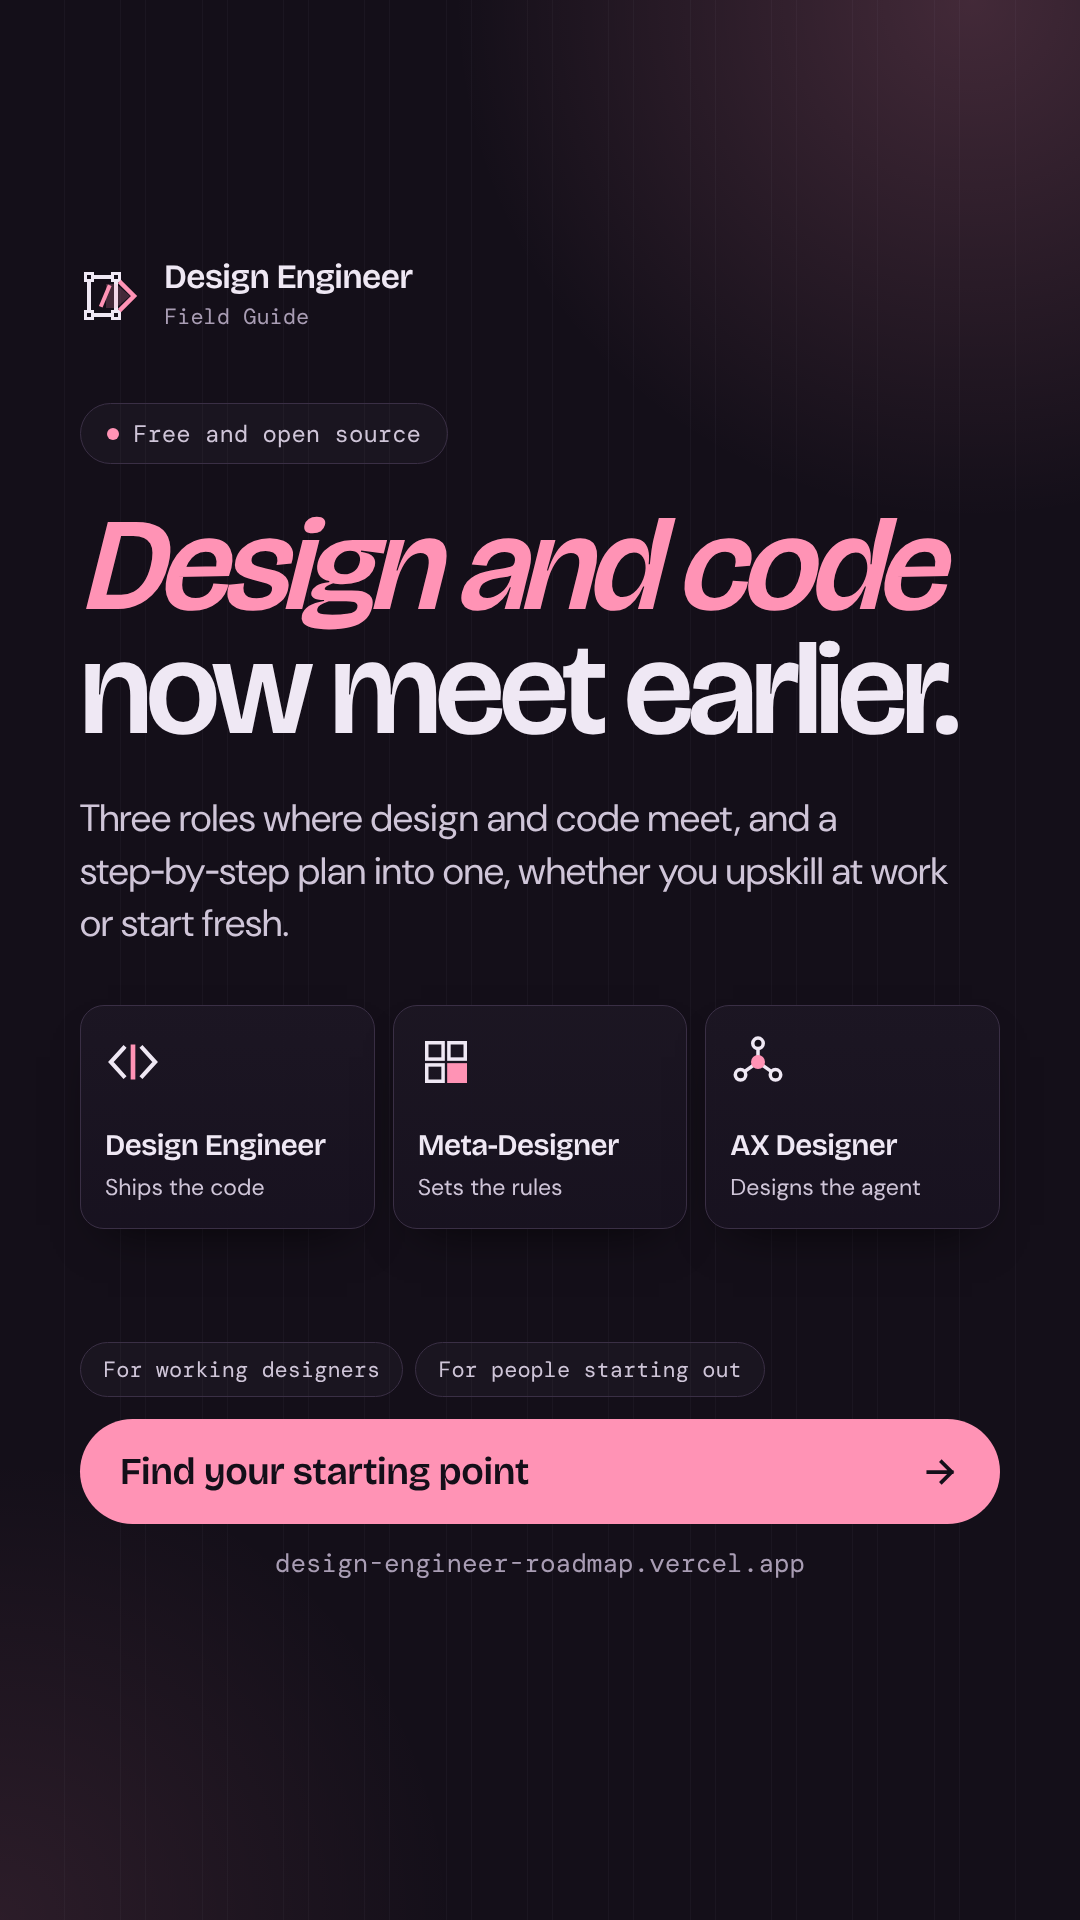 Design Engineer
Field Guide
Free and open source
Design and code
now meet earlier.
Three roles where design and code meet, and a
step-by-step plan into one, whether you upskill at work
or start fresh.
Design Engineer
Ships the code
Meta-Designer
Sets the rules
AX Designer
Designs the agent
For working designers
For people starting out
Find your starting point
design-engineer-roadmap.vercel.app